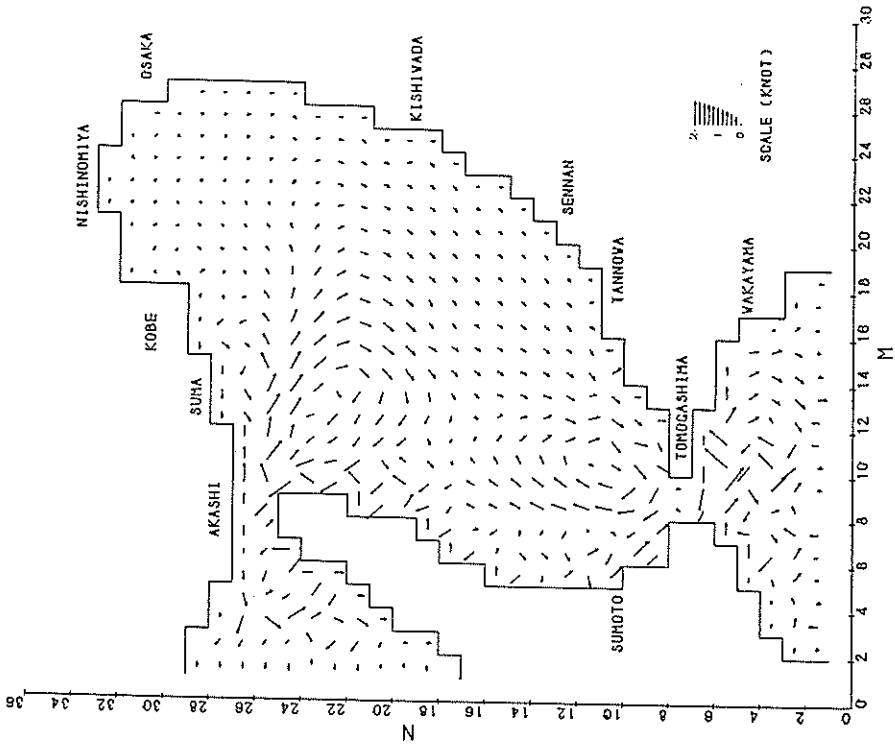 NISHINOMIYA
OSAKA
KOBE
SUMA
AKASHI
KISHIWADA
SENNAN
TANNOWA
TOMOGASHIMA
WAKAYAMA
SUMOTO
2
1
0
SCALE (KNOT)
36 34 32 30 28 26 24 22 20 18 16 14 12 10 8 6 4 2 0
N
0 2 4 6 8 10 12 14 16 18 20 22 24 26 28 30
M